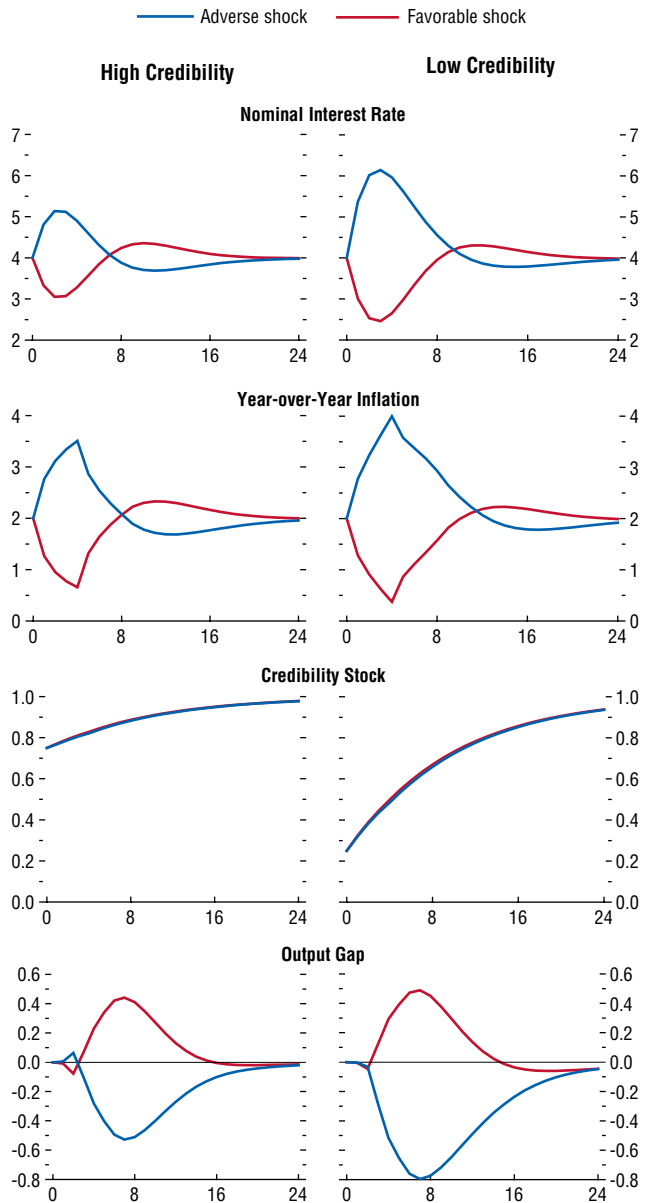 Adverse shock Favorable shock
High Credibility Low Credibility
Nominal Interest Rate
7 7
6 6
5 5
4 4
3 3
2 2
0 8 16 24 0 8 16 24
Year-over-Year Inflation
4 4
3 3
2 2
1 1
0 0
0 8 16 24 0 8 16 24
Credibility Stock
1.0 1.0
0.8 0.8
0.6 0.6
0.4 0.4
0.2 0.2
0.0 0.0
0 8 16 24 0 8 16 24
Output Gap
0.6 0.6
0.4 0.4
0.2 0.2
0.0 0.0
-0.2 -0.2
-0.4 -0.4
-0.6 -0.6
-0.8 -0.8
0 8 16 24 0 8 16 24